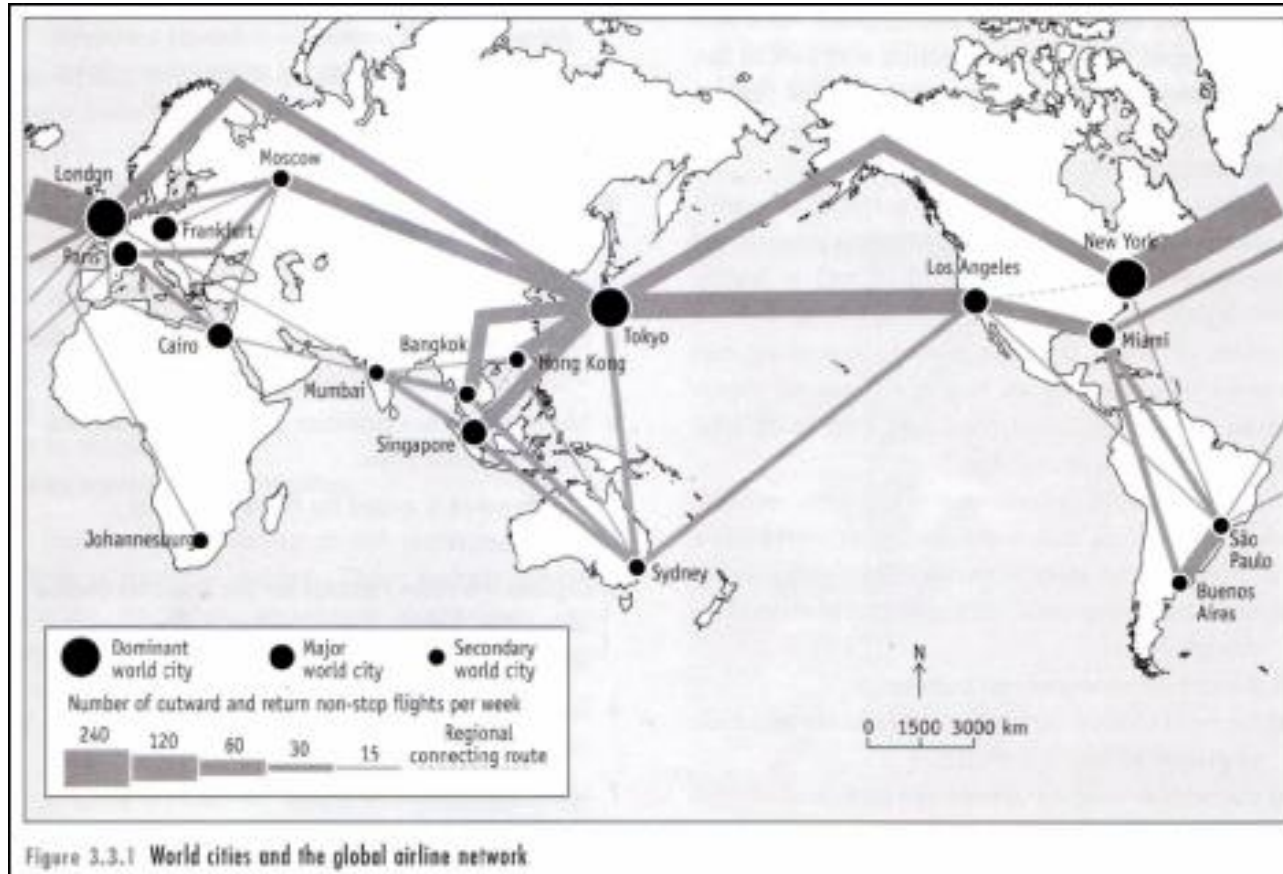 London
Moscow
Frankfurt
Paris
Cairo
Mumbai
Bangkok
Hong Kong
Tokyo
Singapore
Johannesburg
Sydney
Los Angeles
New York
Miami
São
Paulo
Buenos
Aires
N
0 1500 3000 km
Dominant
world city
Major
world city
Secondary
world city
Number of outward and return non-stop flights per week
240 120 60 30 15
Regional
connecting route
Figure 3.3.1 World cities and the global airline network